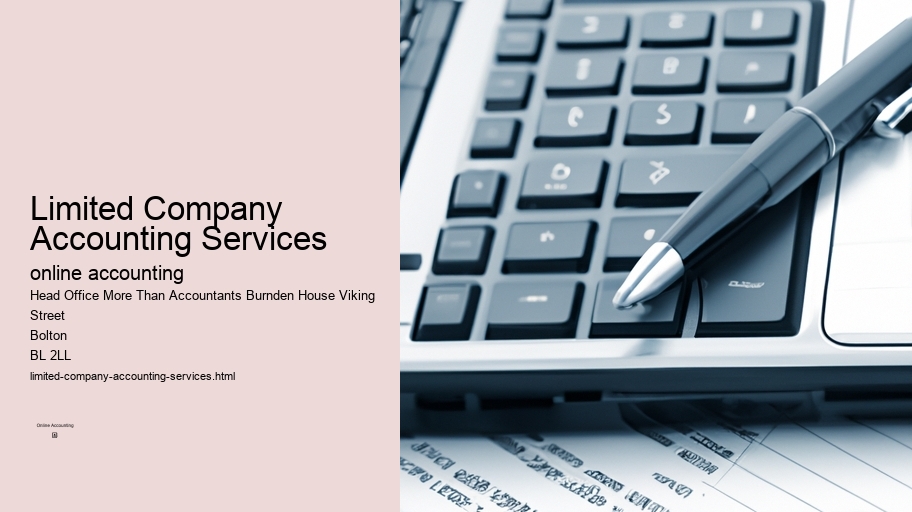 Limited Company
Accounting Services
online accounting
Head Office More Than Accountants Burnden House Viking
Street
Bolton
BL 2LL
limited-company-accounting-services.html
Online Accounting